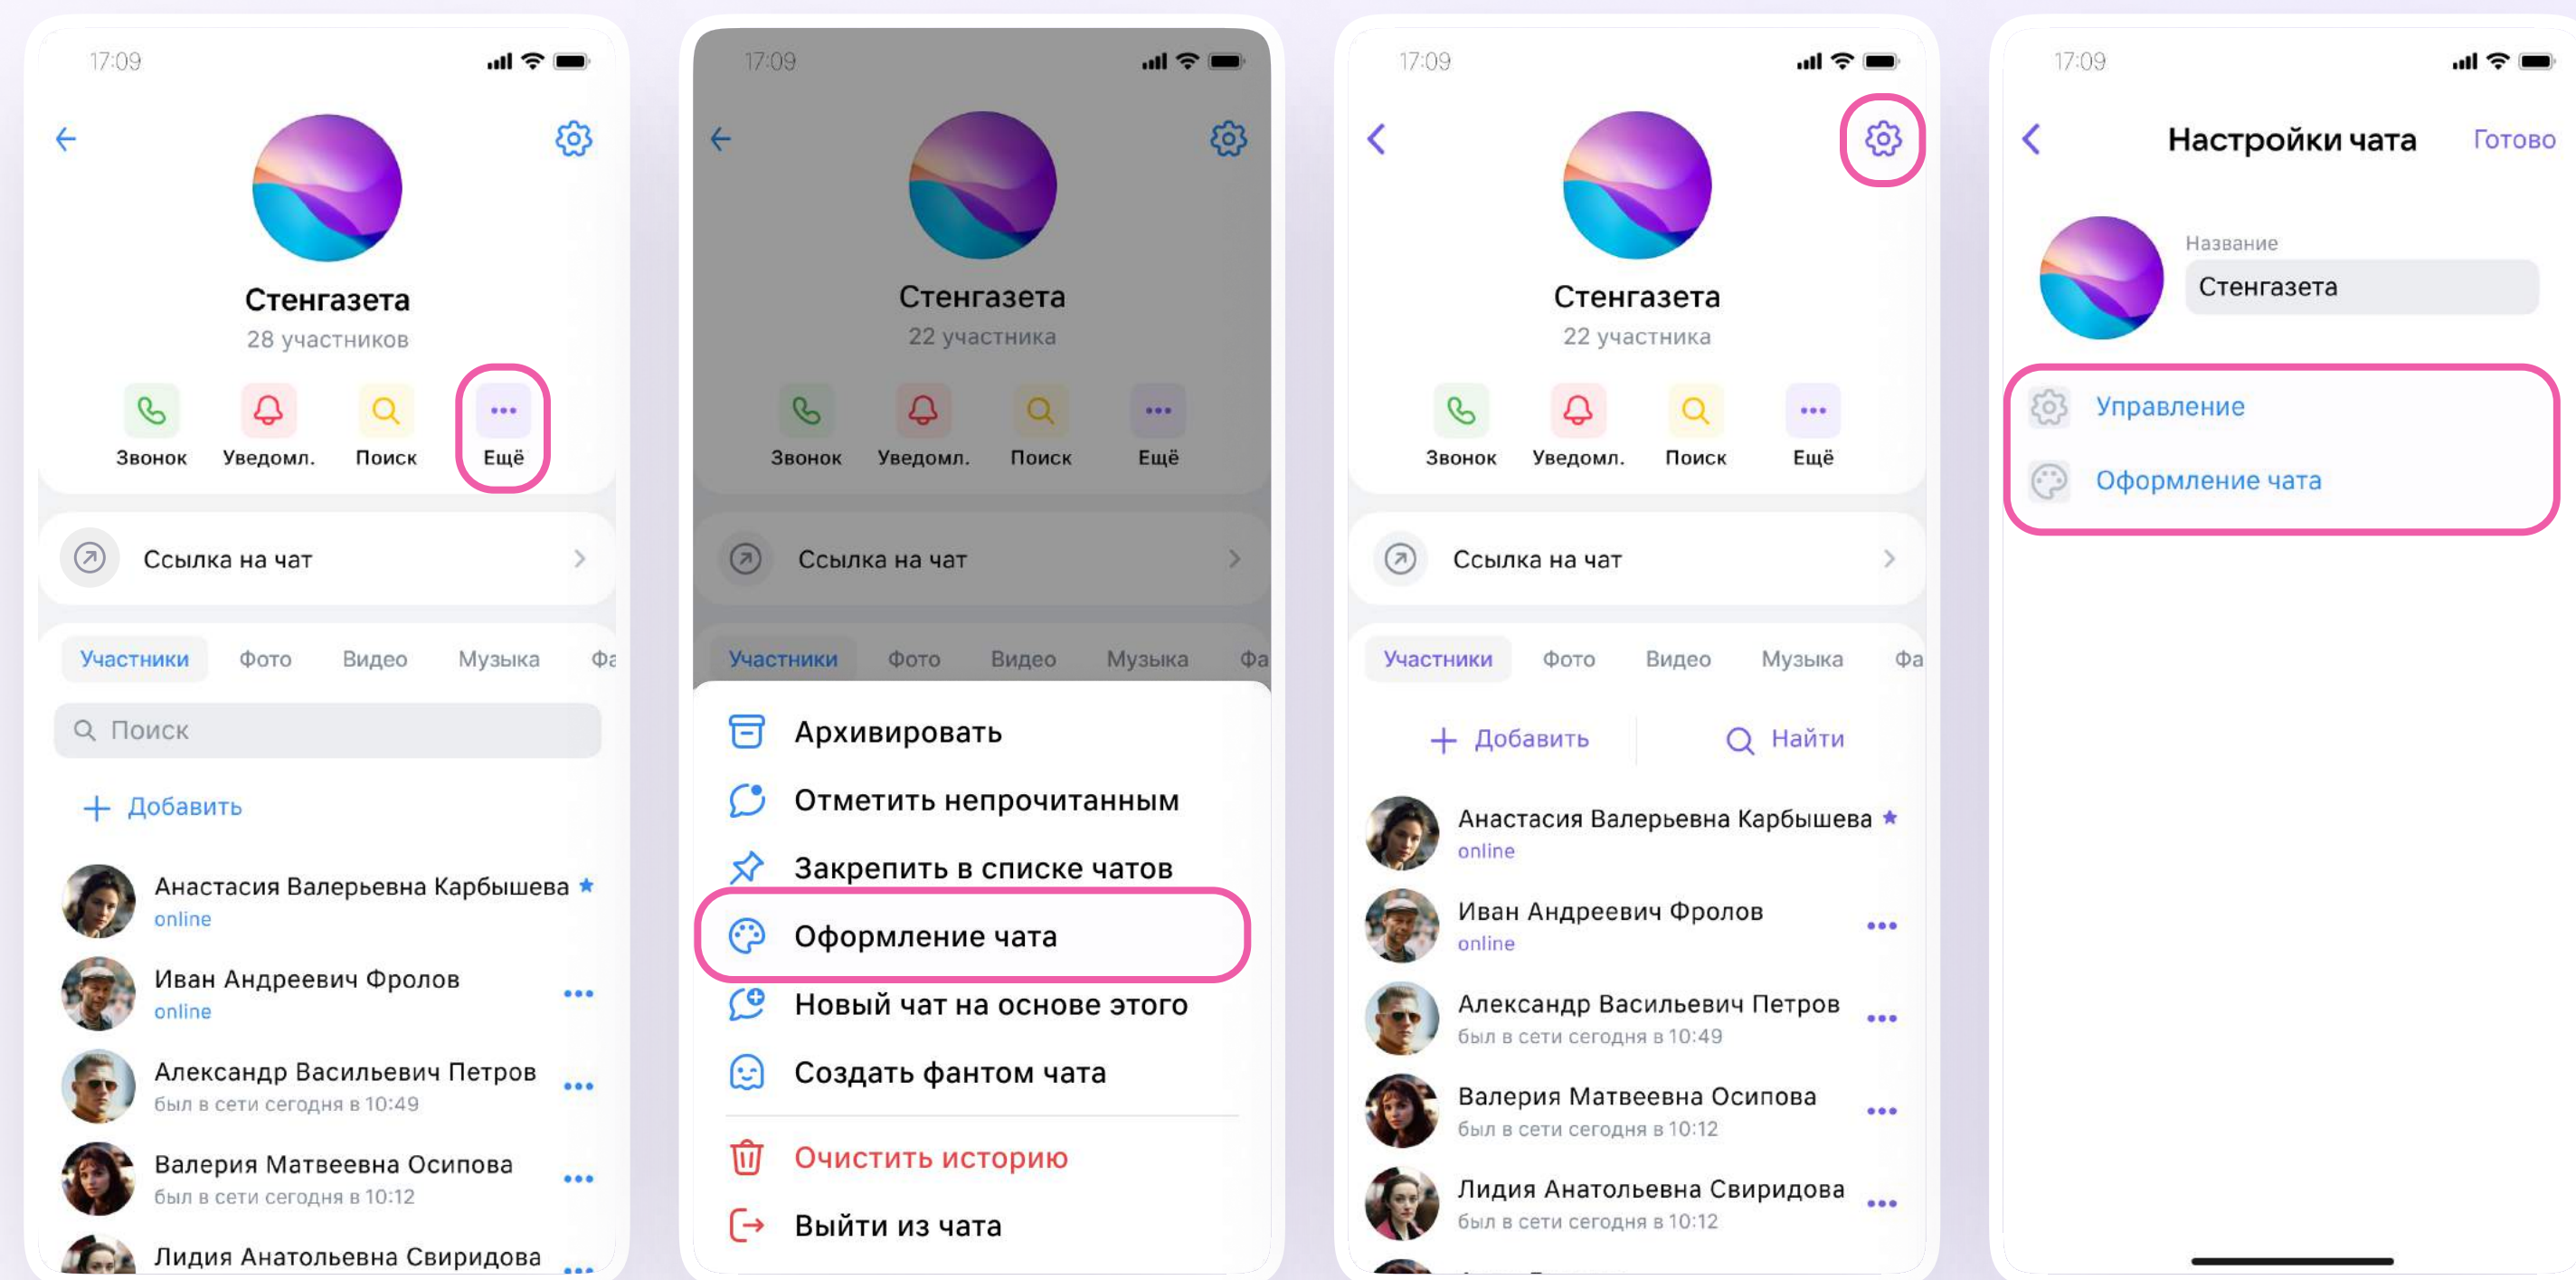 17:09
Стенгазета
28 участников
Звонок Уведомл. Поиск Ещё
Ссылка на чат
Участники Фото Видео Музыка
Поиск
Добавить
Анастасия Валерьевна Карбышева
online
Иван Андреевич Фролов
online
Александр Васильевич Петров
был в сети сегодня в 10:49
Валерия Матвеевна Осипова
был в сети сегодня в 10:12
Лидия Анатольевна Свиридова
17:09
Стенгазета
22 участника
Звонок Уведомл. Поиск Ещё
Ссылка на чат
Участники Фото Видео Музыка Фа
Архивировать
Отметить непрочитанным
Закрепить в списке чатов
Оформление чата
Новый чат на основе этого
Создать фантом чата
Очистить историю
Выйти из чата
17:09
Стенгазета
22 участника
Звонок Уведомл. Поиск Ещё
Ссылка на чат
Участники Фото Видео Музыка Фа
Добавить Найти
Анастасия Валерьевна Карбышева
online
Иван Андреевич Фролов
online
Александр Васильевич Петров
был в сети сегодня в 10:49
Валерия Матвеевна Осипова
был в сети сегодня в 10:12
Лидия Анатольевна Свиридова
был в сети сегодня в 10:12
17:09
Настройки чата Готово
Название
Стенгазета
Управление
Оформление чата